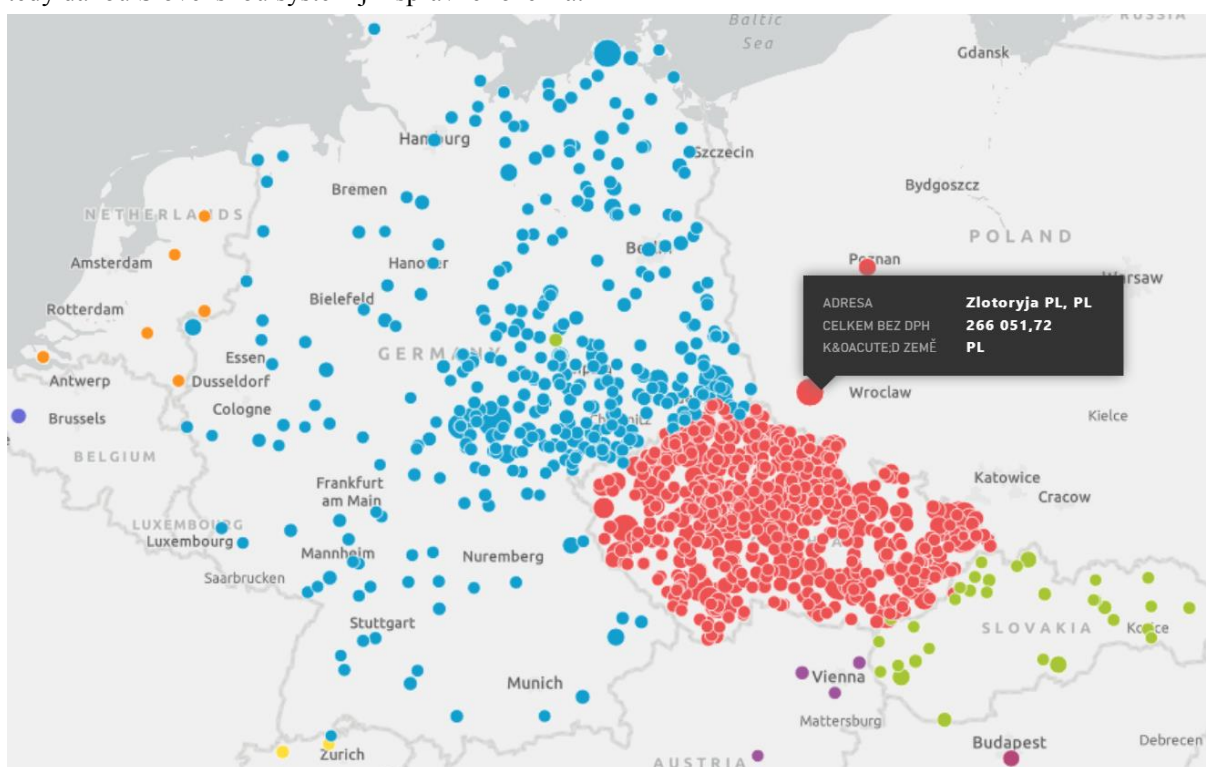 Baltic
Sea
RUSSIA
Gdansk
Hamburg
Szczecin
Bremen
Bydgoszcz
NETHERLANDS
POLAND
Amsterdam
Hanover
Berlin
Poznan
Warsaw
Bielefeld
Rotterdam
ADRESA Zlotoryja PL, PL
CELKEM BEZ DPH 266 051,72
K&OACUTE;D ZEMĚ PL
GERMANY
Essen
Antwerp
Dusseldorf
Wroclaw
Cologne
Brussels
Kielce
BELGIUM
Katowice
Frankfurt
am Main
Cracow
LUXEMBOURG
Luxembourg
Mannheim
Nuremberg
Saarbrucken
Stuttgart
SLOVAKIA
Kosice
Munich
Vienna
Mattersburg
Zurich
Budapest
Debrecen
AUSTRIA